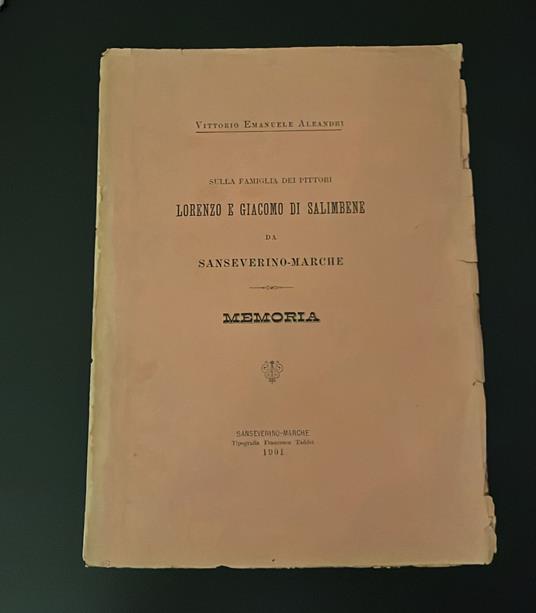 Vittorio Emanuele Aleandri
SULLA FAMIGLIA DEI PITTORI
LORENZO E GIACOMO DI SALIMBENE
DA
SANSEVERINO-MARCHE
MEMORIA
SANSEVERINO-MARCHE
Tipografia Francesco Taddei
1901